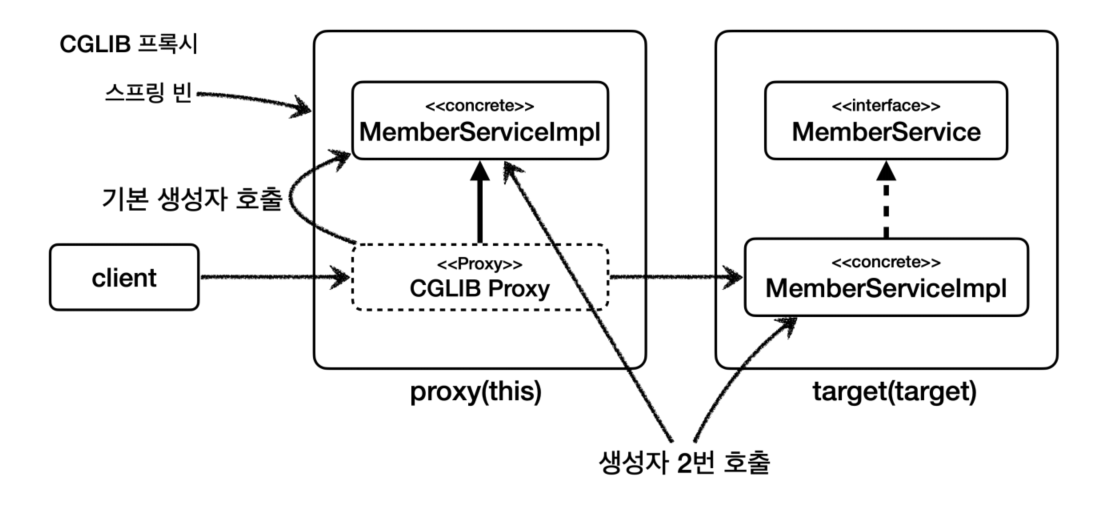 CGLIB 프록시
스프링 빈
<<concrete>>
MemberServiceImpl
<<interface>>
MemberService
기본 생성자 호출
client
<<Proxy>>
CGLIB Proxy
<<concrete>>
MemberServiceImpl
proxy(this)
target(target)
생성자 2번 호출